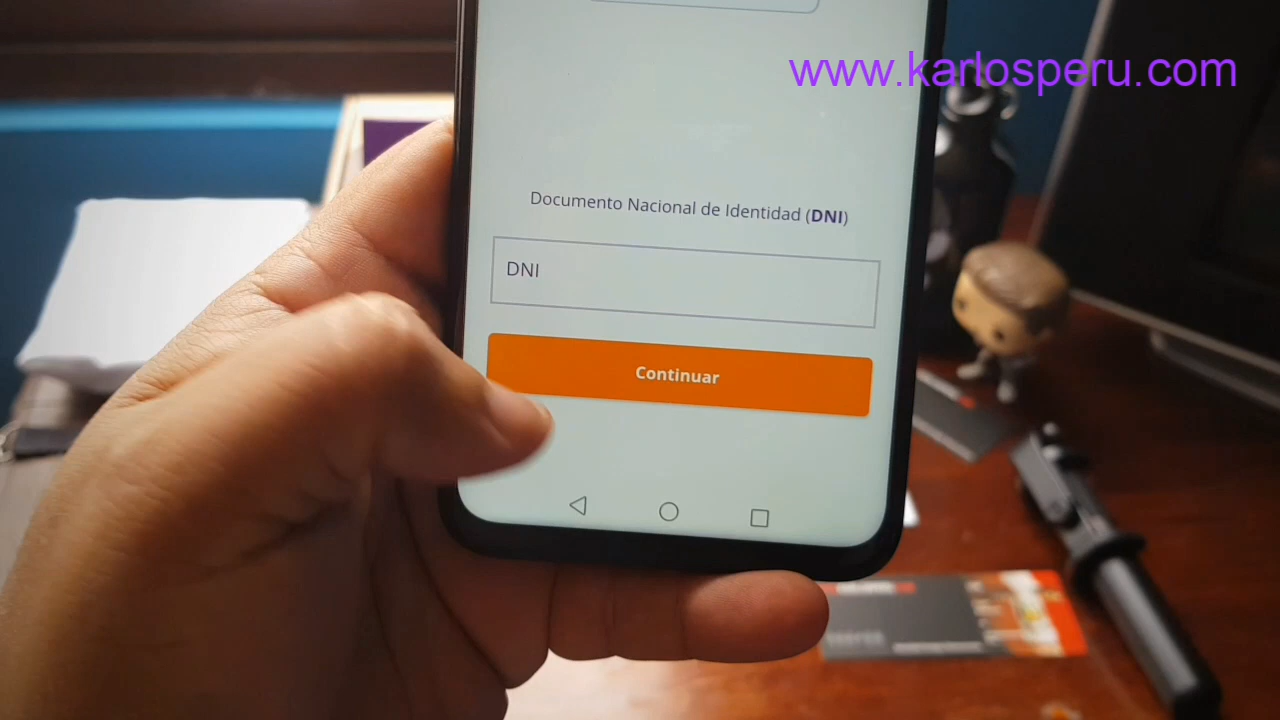 www.karlosperu.com
Documento Nacional de Identidad (DNI)
DNI
Continuar